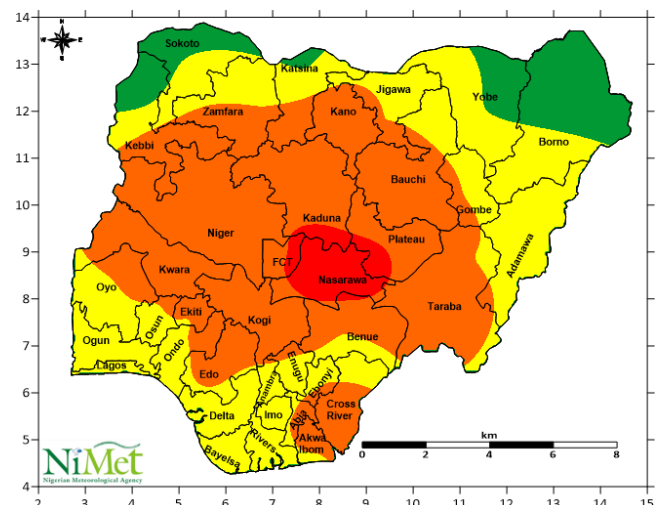 14
13
12
11
10
9
8
7
6
5
4
N
W
E
S
Sokoto
Katsina
Jigawa
Yobe
Zamfara
Kano
Kebbi
Borno
Bauchi
Gombe
Kaduna
Niger
Plateau
Adamawa
FCT
Kwara
Nasarawa
Oyo
Taraba
Ekiti
Kogi
Osun
Ogun
Ondo
Benue
Lagos
Edo
Enugu
Anambra
Ebonyi
Delta
Imo
Abia
Cross
River
Rivers
Akwa
Ibom
Bayelsa
km
0 2 4 6 8
NiMet
Nigerian Meteorological Agency
2 3 4 5 6 7 8 9 10 11 12 13 14 15